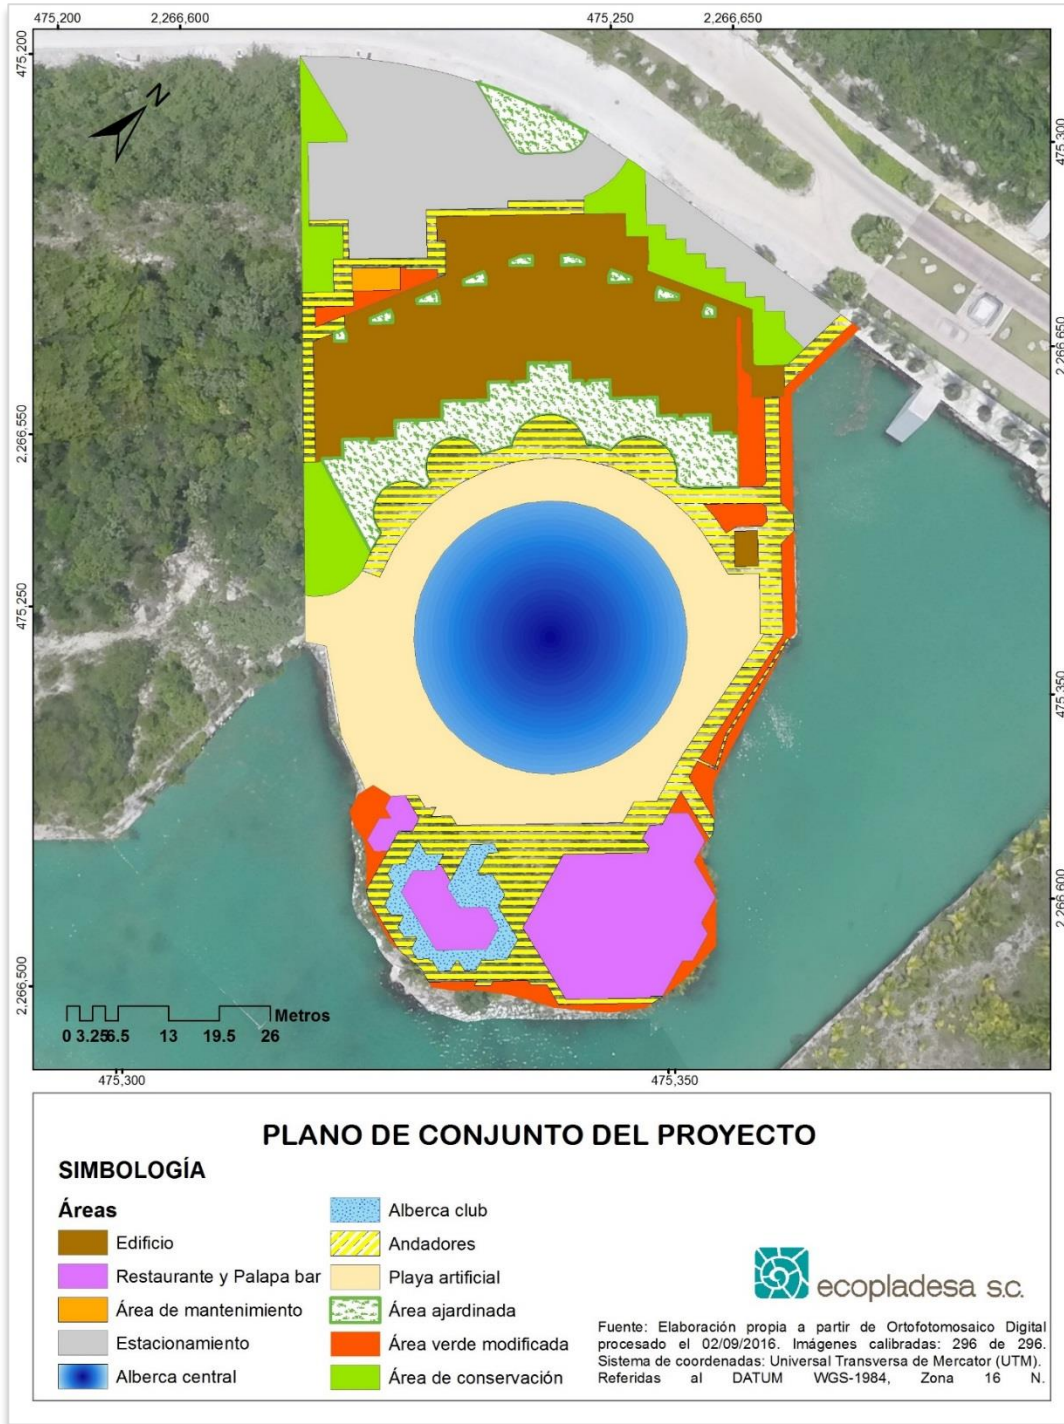 475,200 2,266,600 475,250 2,266,650
475,200
475,300
N
2,266,650
2,266,550
475,250
475,350
2,266,600
2,266,500
Metros
0 3.25 6.5 13 19.5 26
475,300 475,350
PLANO DE CONJUNTO DEL PROYECTO
SIMBOLOGÍA
Áreas
Edificio
Restaurante y Palapa bar
Área de mantenimiento
Estacionamiento
Alberca central
Alberca club
Andadores
Playa artificial
Área ajardinada
Área verde modificada
Área de conservación
ecopladesa s.c.
Fuente: Elaboración propia a partir de Ortofotomosaico Digital
procesado el 02/09/2016. Imágenes calibradas: 296 de 296.
Sistema de coordenadas: Universal Transversa de Mercator (UTM).
Referidas al DATUM WGS-1984, Zona 16 N.